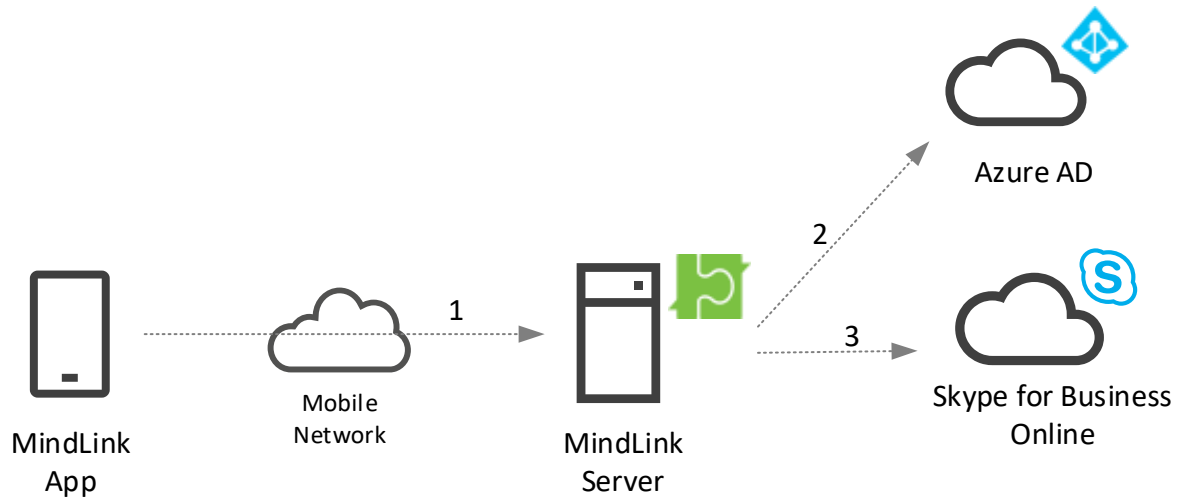 Azure AD
2
1
3
S
Mobile
Network
Skype for Business
Online
MindLink
App
MindLink
Server